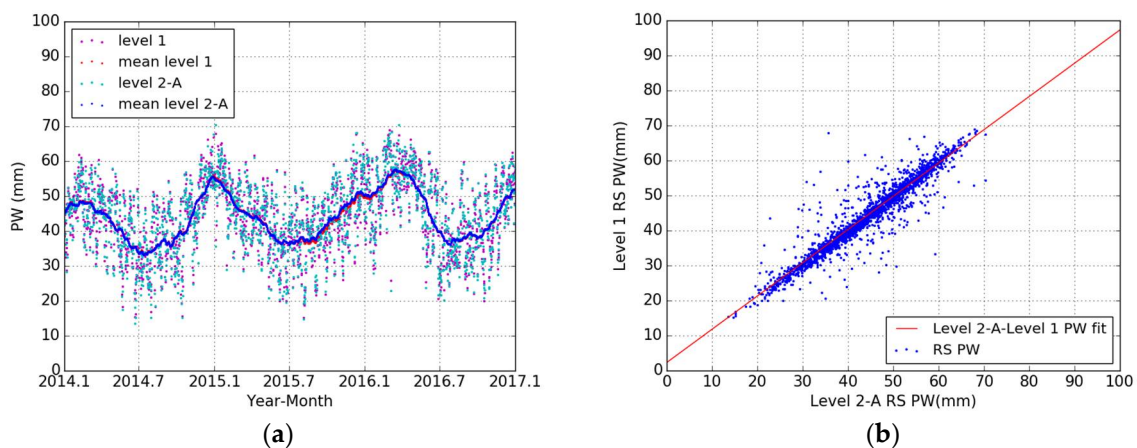 100
90
80
70
60
50
40
30
20
10
0
PW (mm)
level 1
mean level 1
level 2-A
mean level 2-A
2014.1 2014.7 2015.1 2015.7 2016.1 2016.7 2017.1
Year-Month
(a)
100
90
80
70
60
50
40
30
20
10
0
Level 1 RS PW(mm)
Level 2-A-Level 1 PW fit
RS PW
0 10 20 30 40 50 60 70 80 90 100
Level 2-A RS PW(mm)
(b)